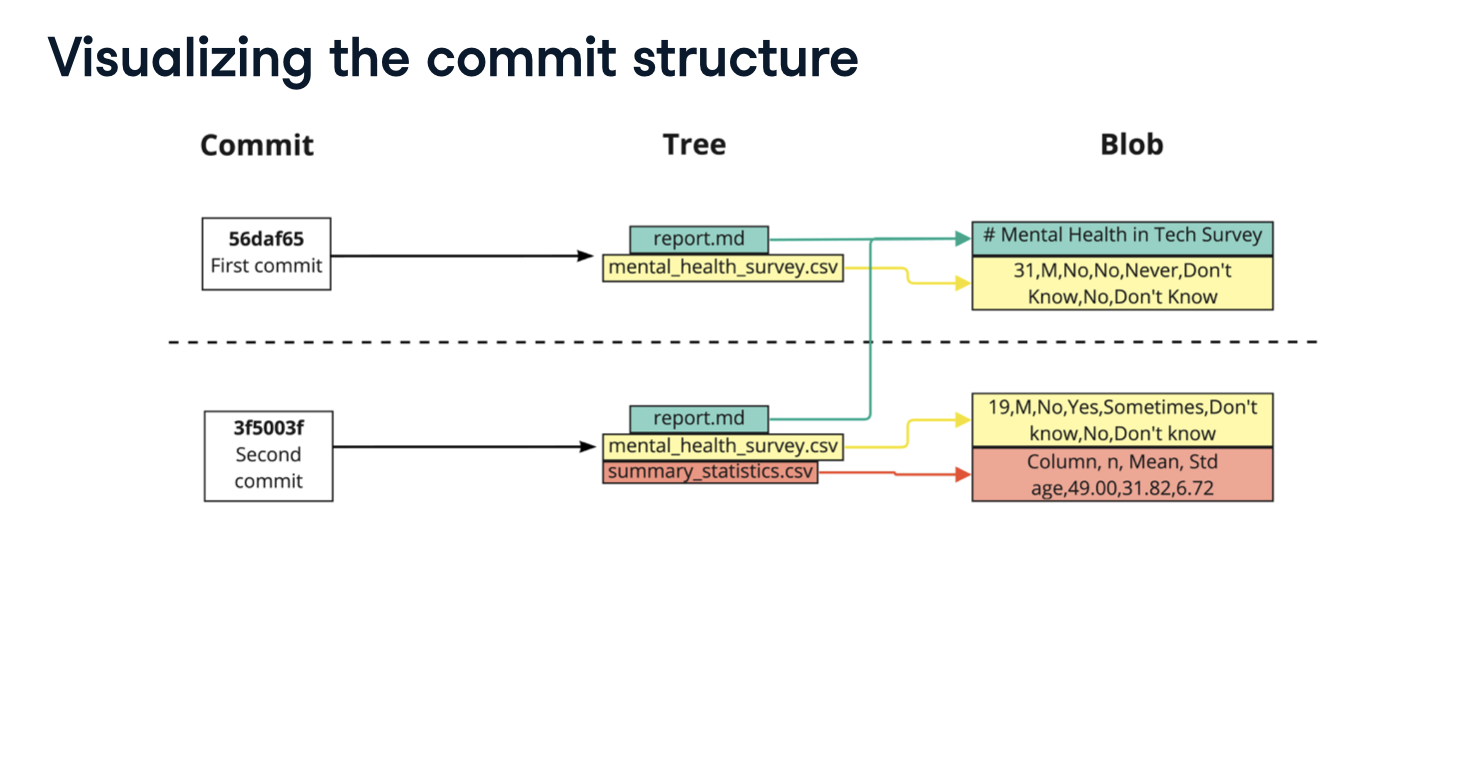 Visualizing the commit structure
Commit
Tree
Blob
56daf65
First commit
report.md
mental_health_survey.csv
# Mental Health in Tech Survey
31,M,No,No,Never,Don't
Know,No,Don't Know
3f5003f
Second
commit
report.md
mental_health_survey.csv
summary_statistics.csv
19,M,No,Yes,Sometimes,Don't
know,No,Don't know
Column, n, Mean, Std
age,49.00,31.82,6.72